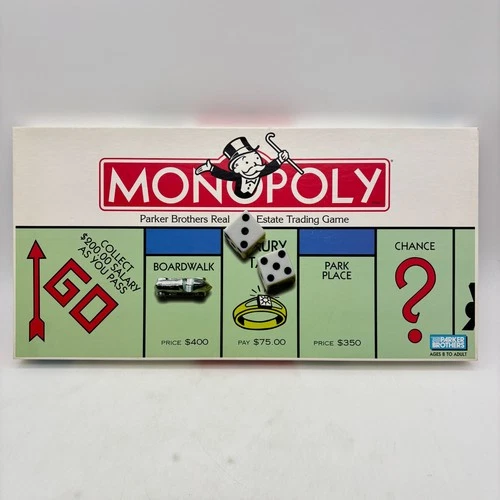 MONOPOLY
Parker Brothers Real Estate Trading Game
COLLECT
$200.00 SALARY
AS YOU PASS
GO
BOARDWALK
PRICE $400
PAY $75.00
PARK
PLACE
PRICE $350
CHANCE
PARKER
BROTHERS
AGES 8 TO ADULT